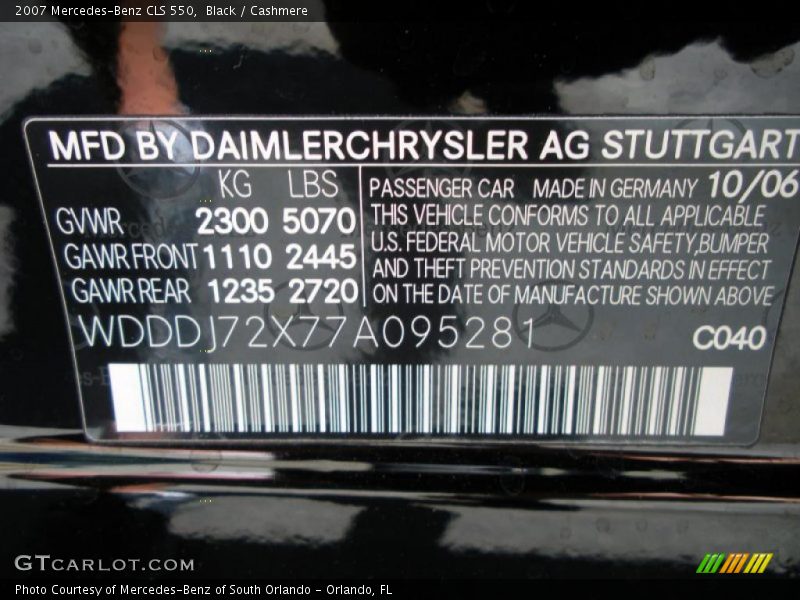 2007 Mercedes-Benz CLS 550, Black / Cashmere
MFD BY DAIMLERCHRYSLER AG STUTTGART
KG LBS
GVWR 2300 5070
GAWR FRONT 1110 2445
GAWR REAR 1235 2720
PASSENGER CAR MADE IN GERMANY 10/06
THIS VEHICLE CONFORMS TO ALL APPLICABLE
U.S. FEDERAL MOTOR VEHICLE SAFETY, BUMPER
AND THEFT PREVENTION STANDARDS IN EFFECT
ON THE DATE OF MANUFACTURE SHOWN ABOVE
WDDDJ72X77A095281
C040
GTCARLOT.COM
Photo Courtesy of Mercedes-Benz of South Orlando - Orlando, FL